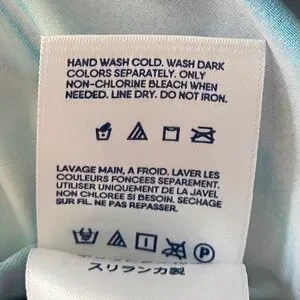 HAND WASH COLD. WASH DARK
COLORS SEPARATELY. ONLY
NON-CHLORINE BLEACH WHEN
NEEDED. LINE DRY. DO NOT IRON.
LAVAGE MAIN, A FROID. LAVER LES
COULEURS FONCEES SEPAREMENT.
UTILISER UNIQUEMENT DE L'EAU
NON CHLOREE SI BESOIN. SECHAGE
SUR FIL. NE PAS REPASSER.
P
スリランカ製